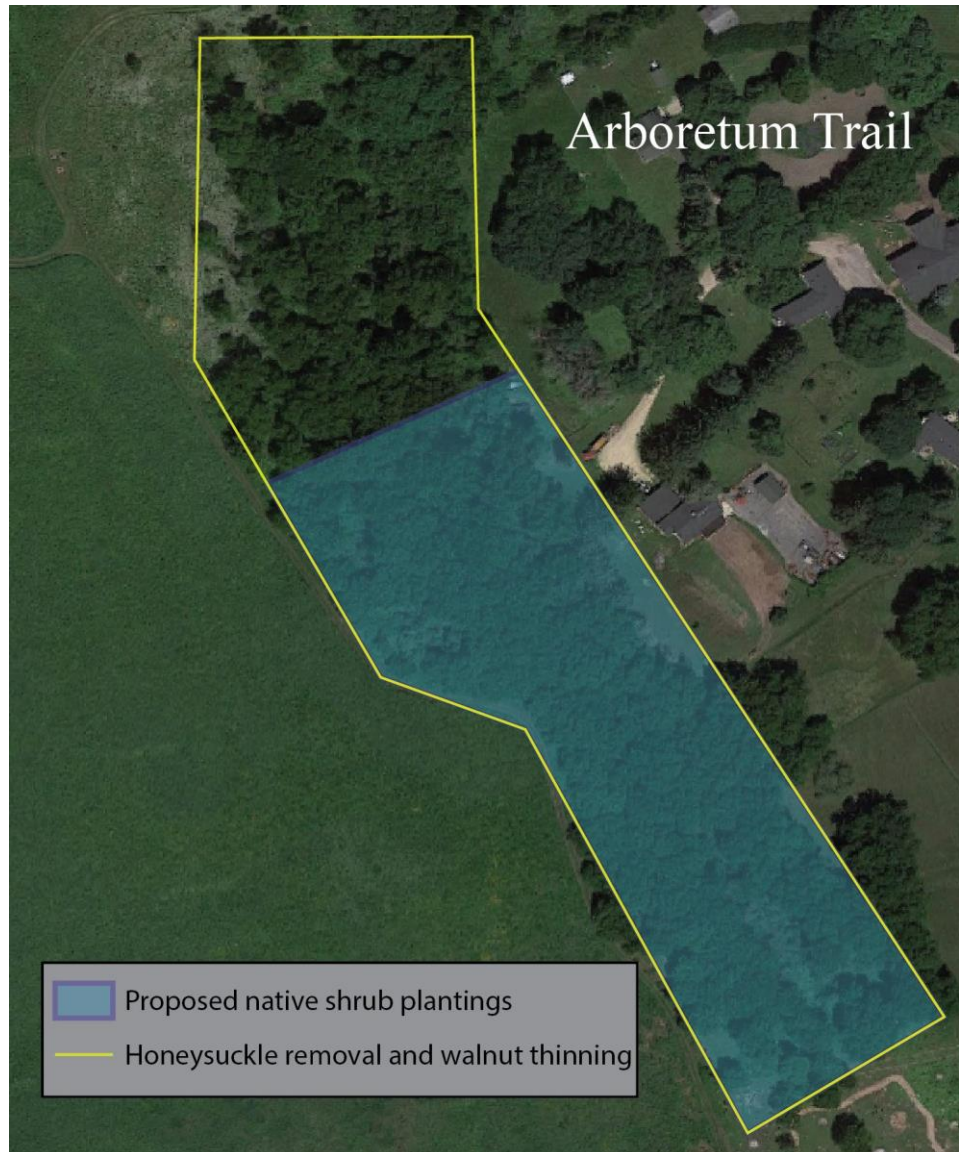 Arboretum Trail
Proposed native shrub plantings
Honeysuckle removal and walnut thinning